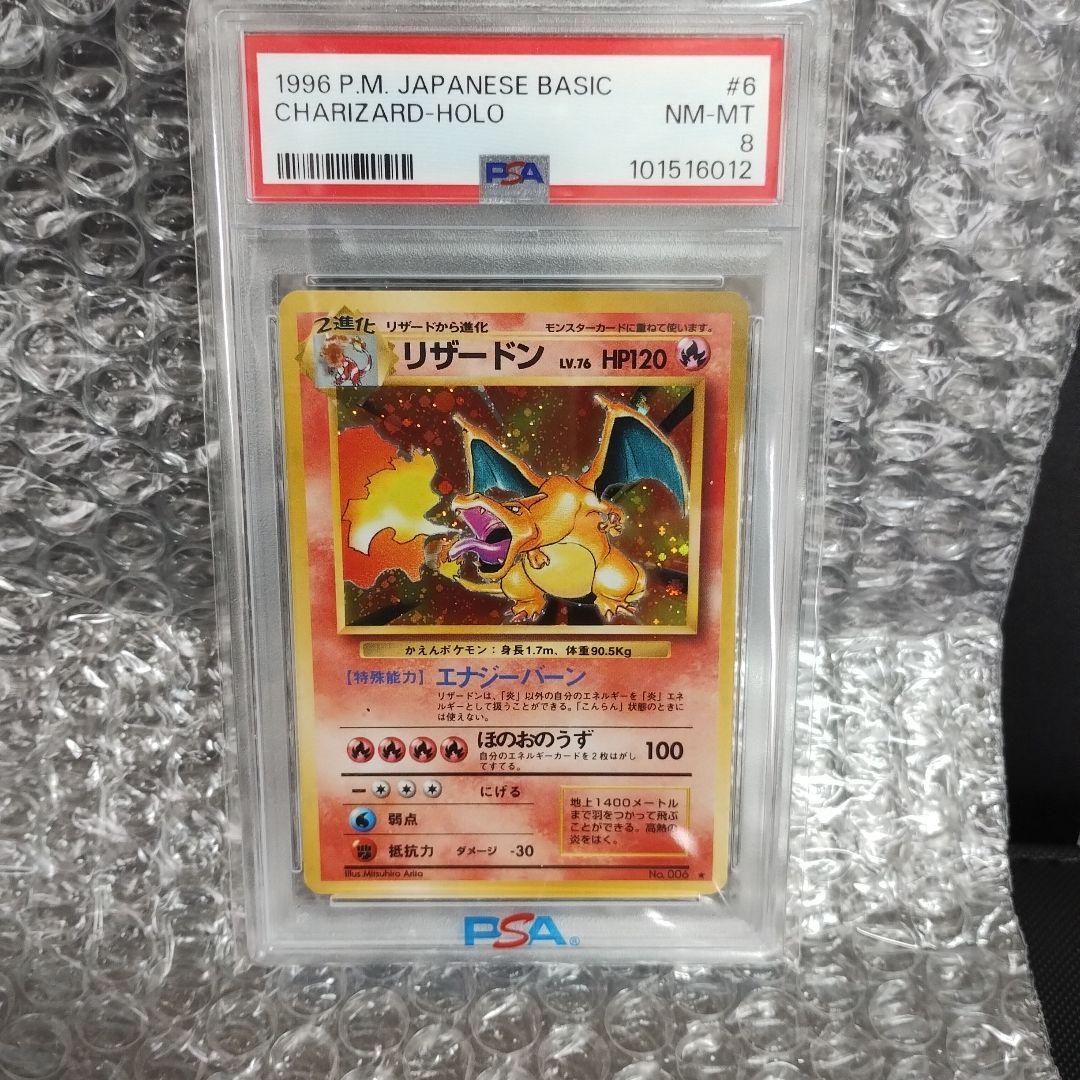 1996 P.M. JAPANESE BASIC #6
CHARIZARD-HOLO NM-MT
8
PSA 101516012
2進化 リザードから進化 モンスターカードに重ねて使います。
リザードン LV.76 HP120
かえんポケモン：身長1.7m、体重90.5Kg
【特殊能力】 エナジーバーン
リザードンは、「炎」以外の自分のエネルギーを「炎」エネ
ルギーとして扱うことができる。「こんらん」状態のときに
は使えない。
ほのおのうず 100
自分のエネルギーカードを2枚はがし
てすてる。
にげる
弱点
抵抗力 ダメージ -30
地上1400メートル
まで羽をつかって飛ぶ
ことができる。高熱の
炎をはく。
Illus.Mitsuhiro Arita No. 006 ★
PSA®